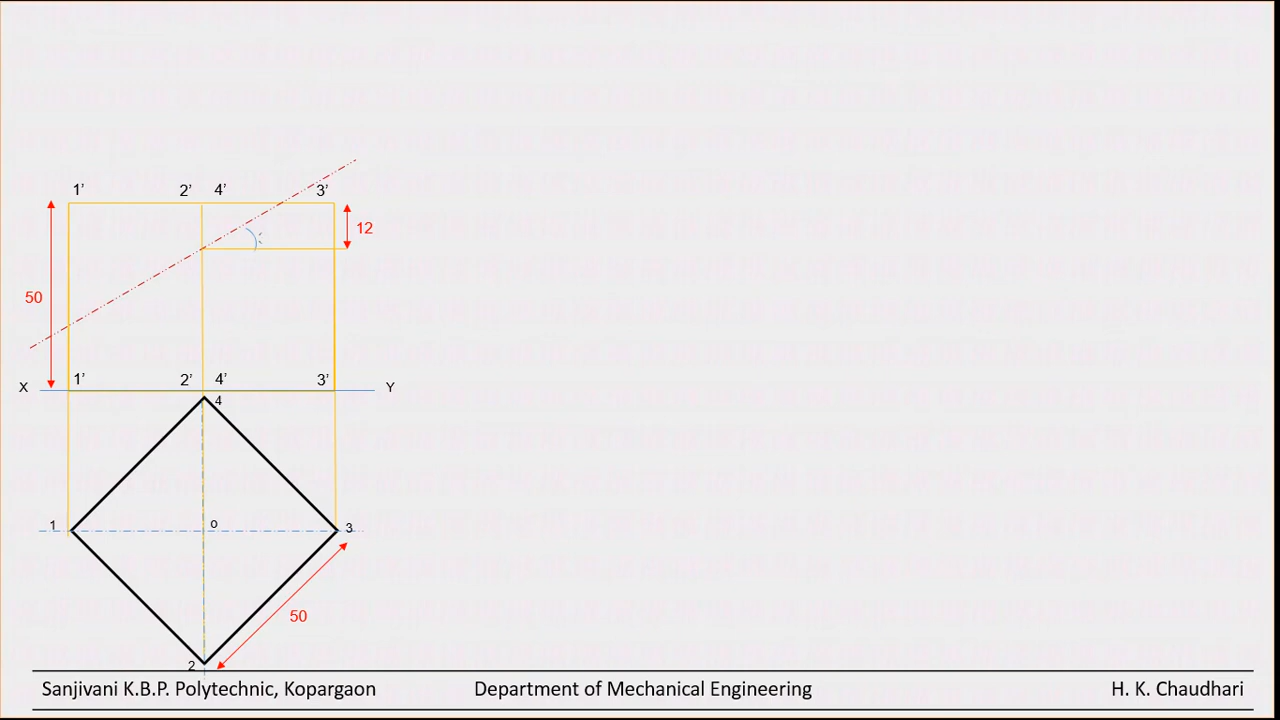 1’ 2’ 4’ 3’
12
50
1’ 2’ 4’ 3’
X Y
4
1 o 3
50
2
Sanjivani K.B.P. Polytechnic, Kopargaon Department of Mechanical Engineering H. K. Chaudhari